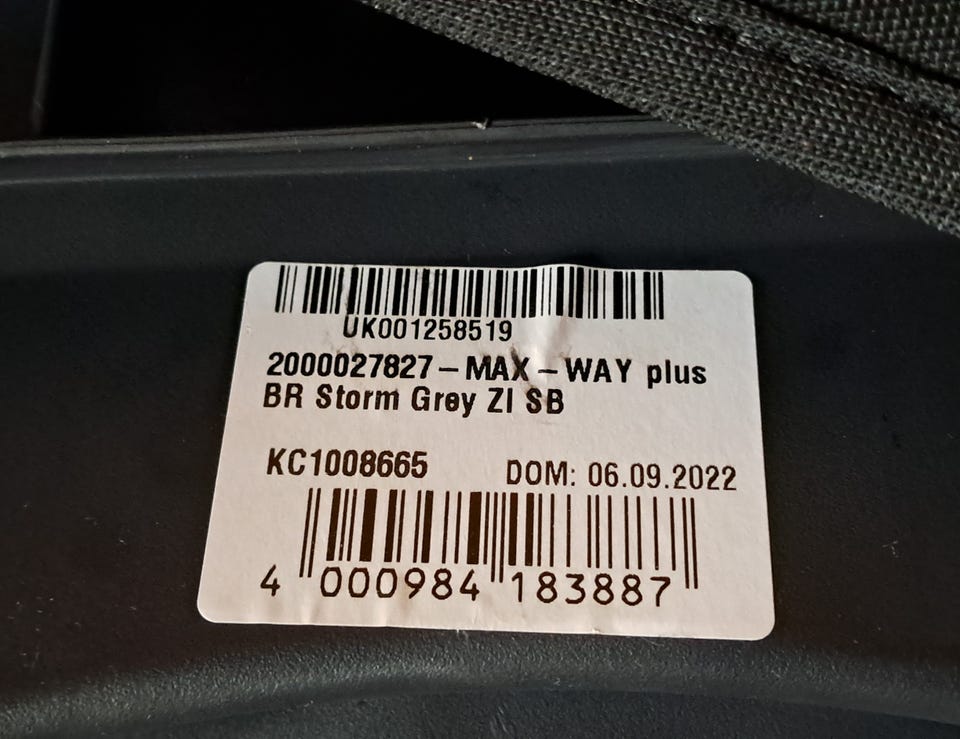 UK001258519
2000027827-MAX-WAY plus
BR Storm Grey ZI SB
KC1008665 DOM: 06.09.2022
4 000984 183887